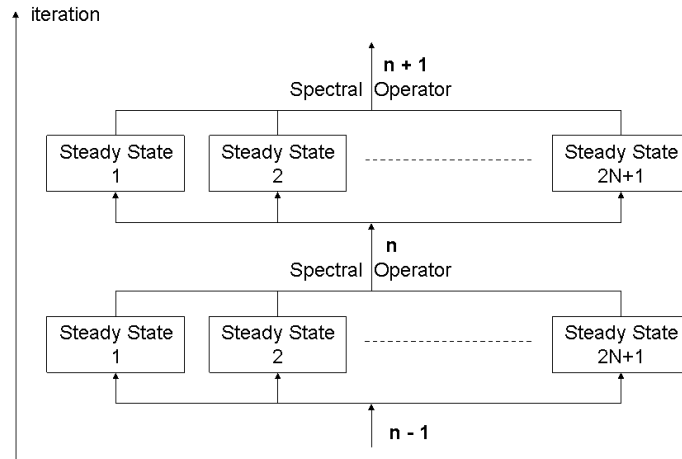 iteration
n + 1
Spectral Operator
Steady State
1
Steady State
2
Steady State
2N+1
n
Spectral Operator
Steady State
1
Steady State
2
Steady State
2N+1
n - 1